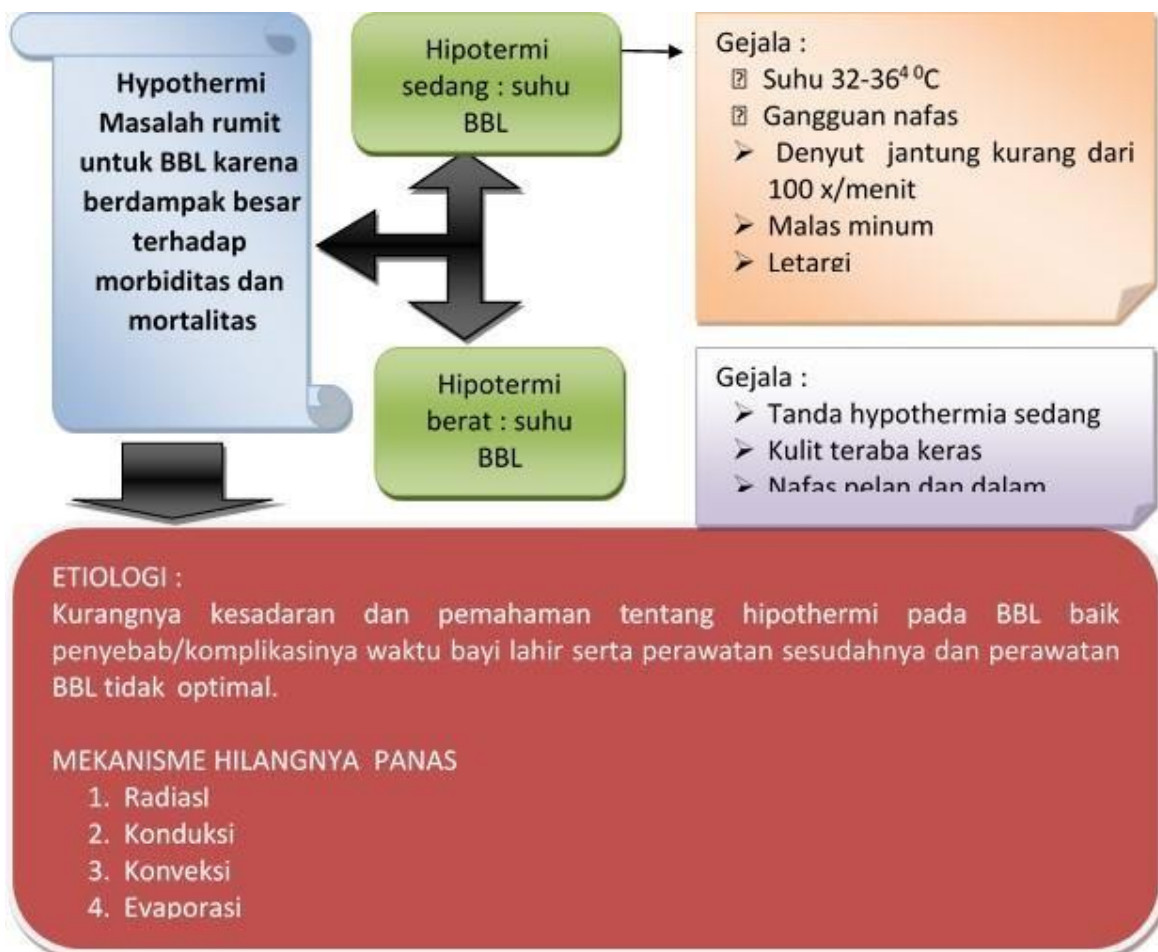 Hypothermi
Masalah rumit
untuk BBL karena
berdampak besar
terhadap
morbiditas dan
mortalitas
Hipotermi
sedang : suhu
BBL
Gejala :
Suhu 32-36⁴ ⁰C
Gangguan nafas
➢ Denyut jantung kurang dari
100 x/menit
➢ Malas minum
➢ Letargi
Hipotermi
berat : suhu
BBL
Gejala :
➢ Tanda hypothermia sedang
➢ Kulit teraba keras
➢ Nafas pelan dan dalam
ETIOLOGI :
Kurangnya kesadaran dan pemahaman tentang hipothermi pada BBL baik
penyebab/komplikasinya waktu bayi lahir serta perawatan sesudahnya dan perawatan
BBL tidak optimal.
MEKANISME HILANGNYA PANAS
1. RadiasI
2. Konduksi
3. Konveksi
4. Evaporasi